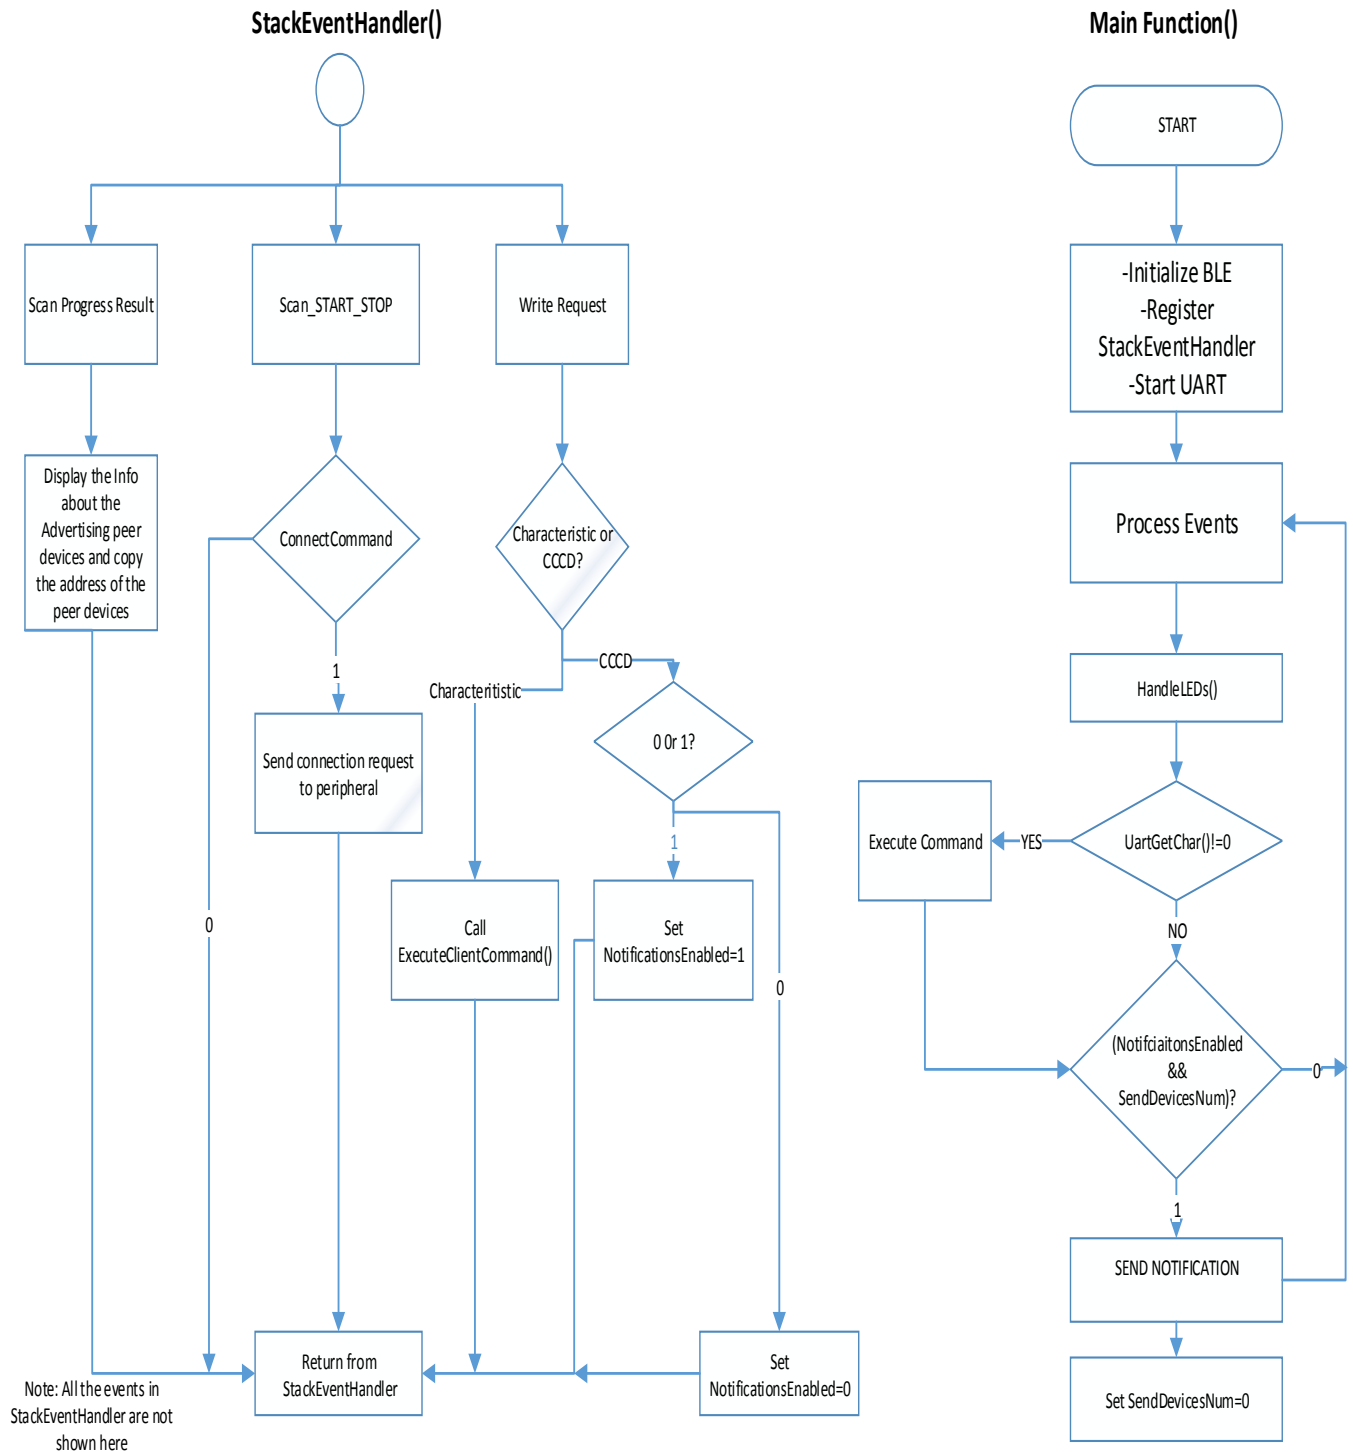 StackEventHandler()
Scan Progress Result
Scan_START_STOP
Write Request
Display the Info
about the
Advertising peer
devices and copy
the address of the
peer devices
ConnectCommand
Characteristic or
CCCD?
1
CCCD
Characteritistic
0 Or 1?
Send connection request
to peripheral
1
0
Call
ExecuteClientCommand()
Set
NotificationsEnabled=1
0
Return from
StackEventHandler
Set
NotificationsEnabled=0
Note: All the events in
StackEventHandler are not
shown here
Main Function()
START
-Initialize BLE
-Register
StackEventHandler
-Start UART
Process Events
HandleLEDs()
Execute Command
YES
UartGetChar()!=0
NO
(NotifciaitonsEnabled
&&
SendDevicesNum)?
0
1
SEND NOTIFICATION
Set SendDevicesNum=0